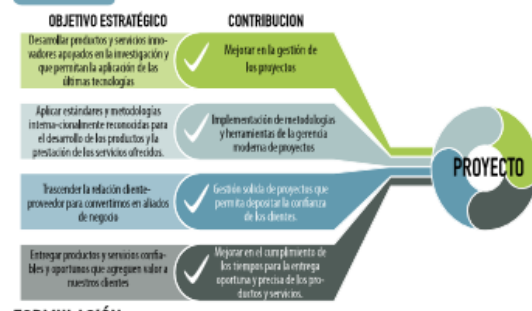 OBJETIVO ESTRATÉGICO
CONTRIBUCION
Desarrollar productos y servicios inno-
vadores apoyados en la investigación y
que permitan la aplicación de las
últimas tecnologías
Mejorar en la gestión de
los proyectos
Aplicar estándares y metodologías
interna-cionalmente reconocidas para
el desarrollo de los productos y la
prestación de los servicios ofrecidos.
Implementación de metodologías
y herramientas de la gerencia
moderna de proyectos
Trascender la relación cliente-
proveedor para convertirnos en aliados
de negocio
Gestión solida de proyectos que
permita depositar la confianza
de los clientes.
Entregar productos y servicios confia-
bles y oportunos que agreguen valor a
nuestros clientes
Mejorar en el cumplimiento de
los tiempos para la entrega
oportuna y precisa de los pro-
ductos y servicios.
PROYECTO